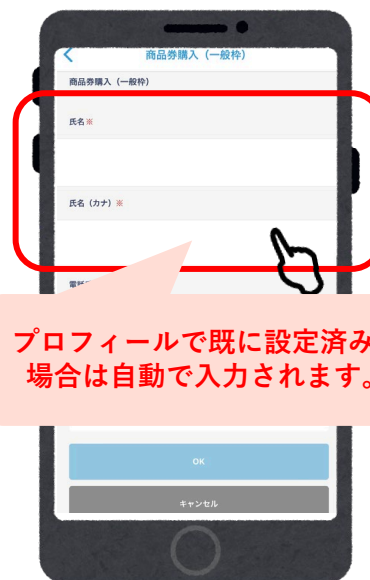 商品券購入（一般枠）
商品券購入（一般枠）
氏名※
氏名（カナ）※
プロフィールで既に設定済み
場合は自動で入力されます。
OK
キャンセル